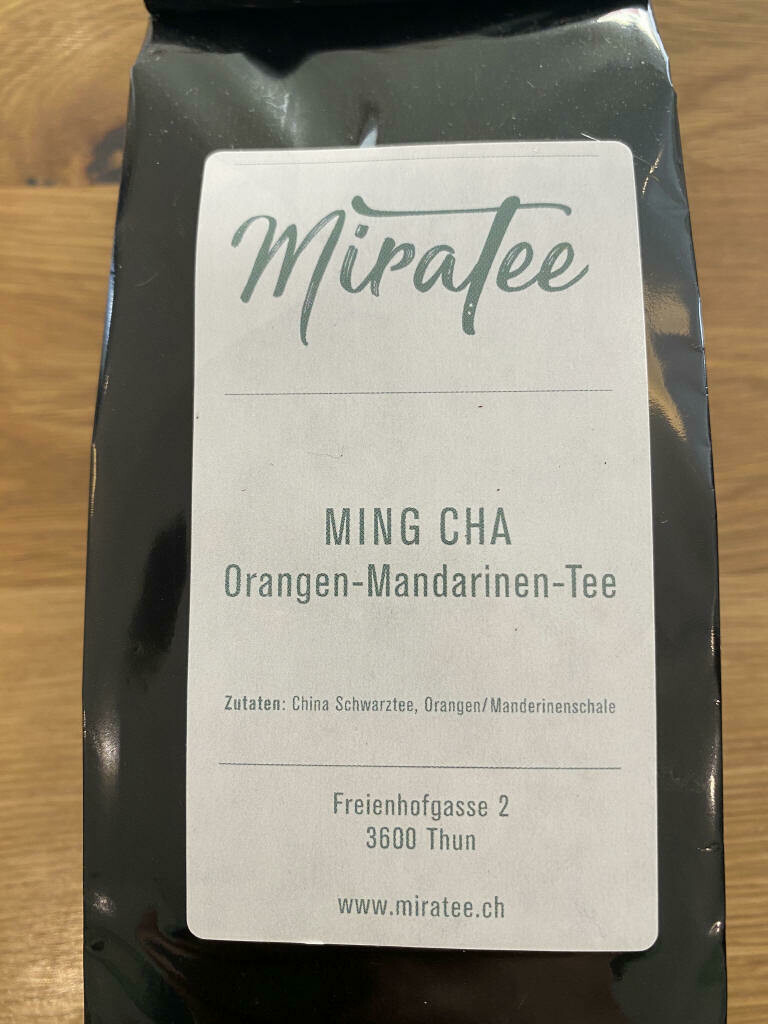 MiraTee
MING CHA
Orangen-Mandarinen-Tee
Zutaten: China Schwarztee, Orangen/Manderinenschale
Freienhofgasse 2
3600 Thun
www.miratee.ch